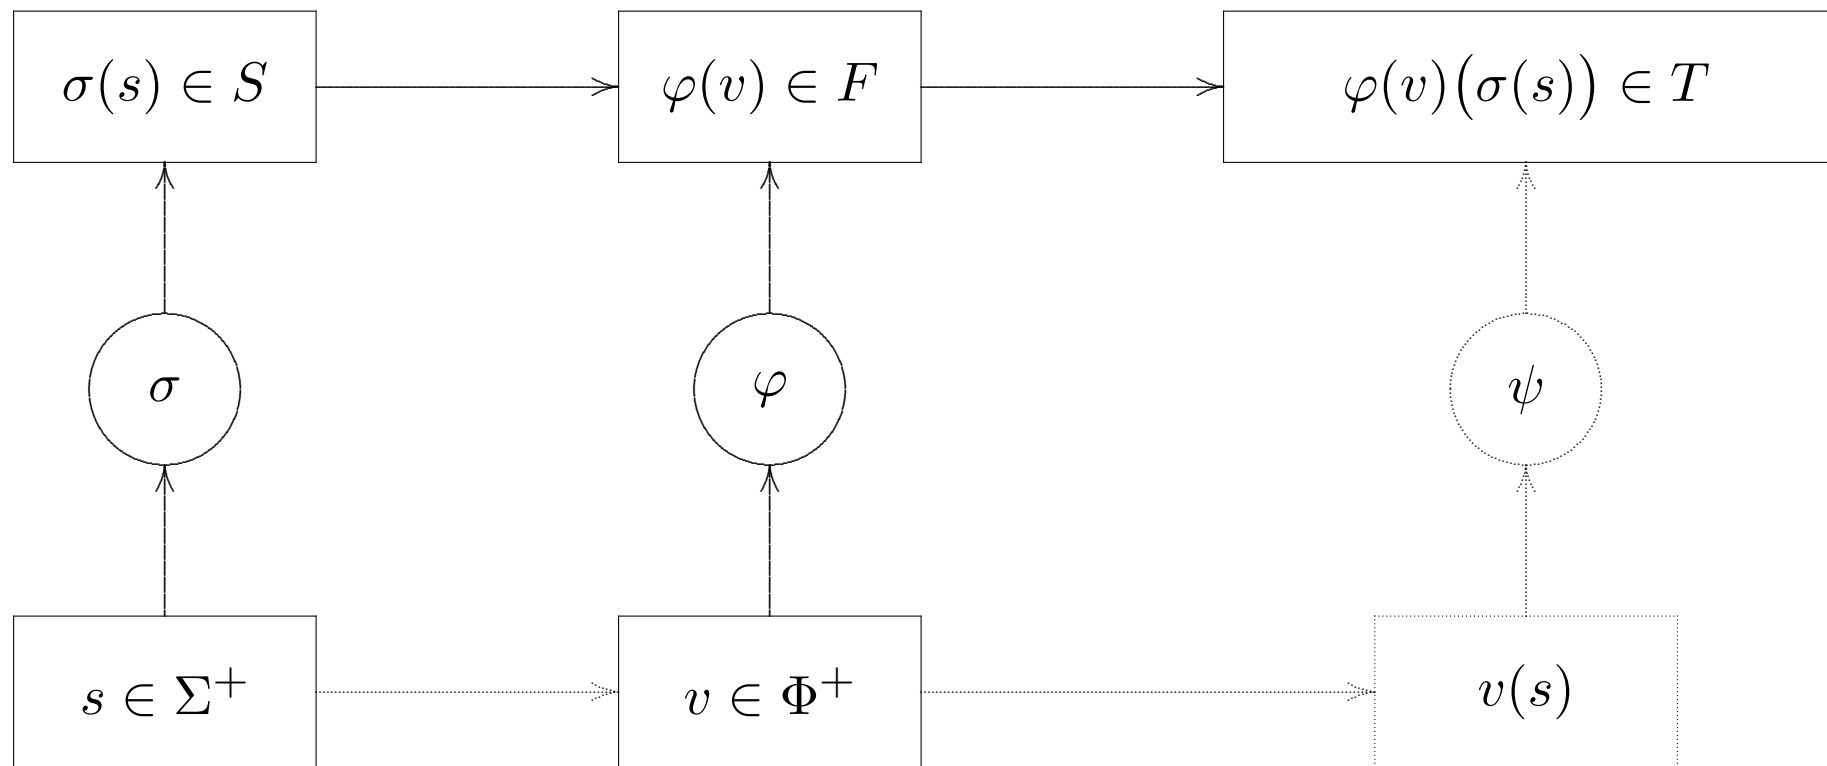 σ(s) ∈ S
φ(v) ∈ F
φ(v)(σ(s)) ∈ T
σ
φ
ψ
s ∈ Σ⁺
v ∈ Φ⁺
v(s)